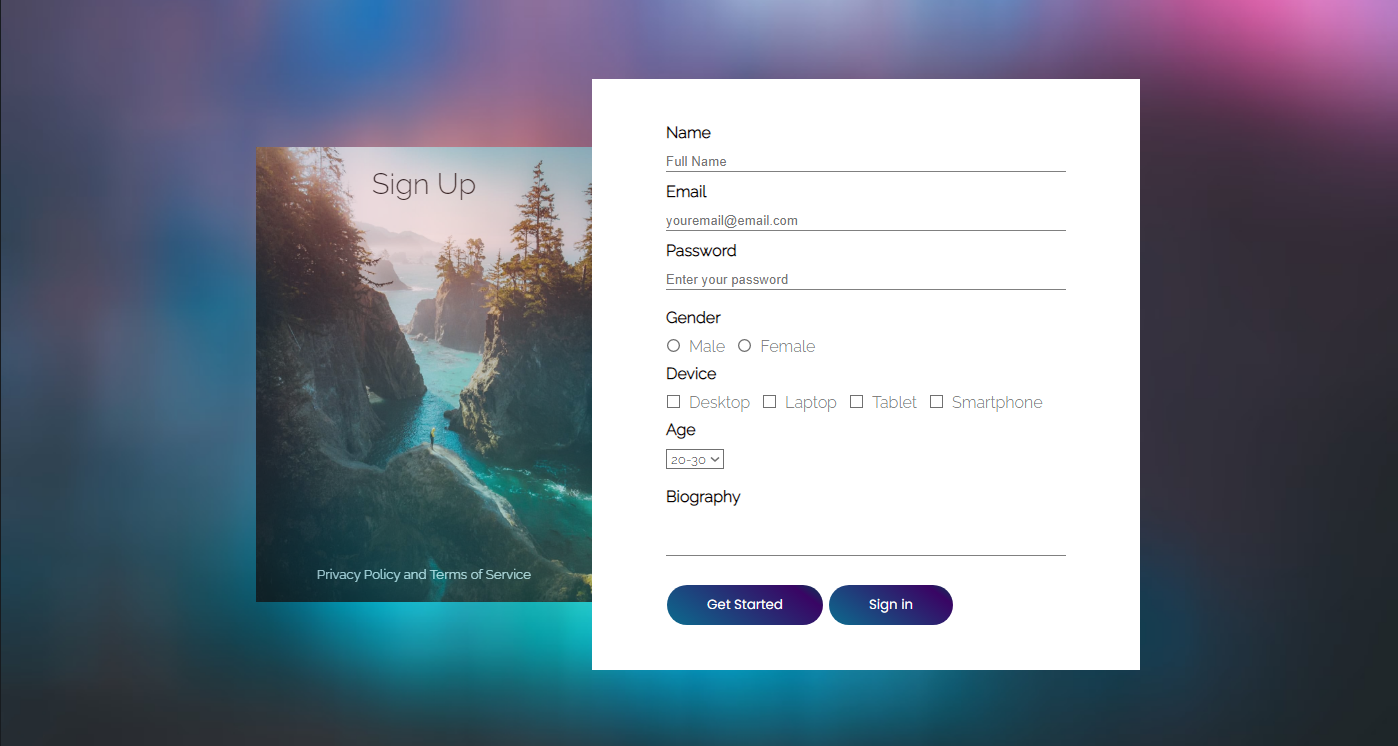 Sign Up
Privacy Policy and Terms of Service
Name
Full Name
Email
youremail@email.com
Password
Enter your password
Gender
Male Female
Device
Desktop Laptop Tablet Smartphone
Age
20-30
Biography
Get Started Sign in